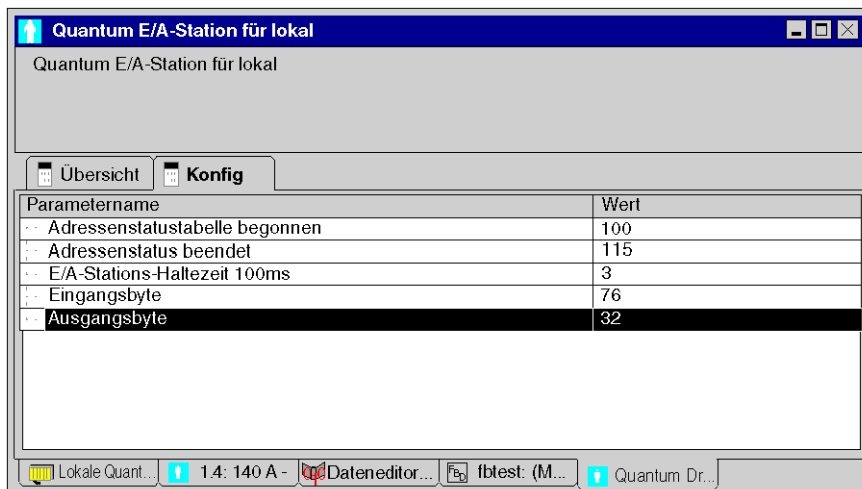 Quantum E/A-Station für lokal
Quantum E/A-Station für lokal
Übersicht Konfig
Parametername Wert
Adressenstatustabelle begonnen 100
Adressenstatus beendet 115
E/A-Stations-Haltezeit 100ms 3
Eingangsbyte 76
Ausgangsbyte 32
Lokale Quant... 1.4: 140 A - Dateneditor... FBD fbtest: (M... Quantum Dr...